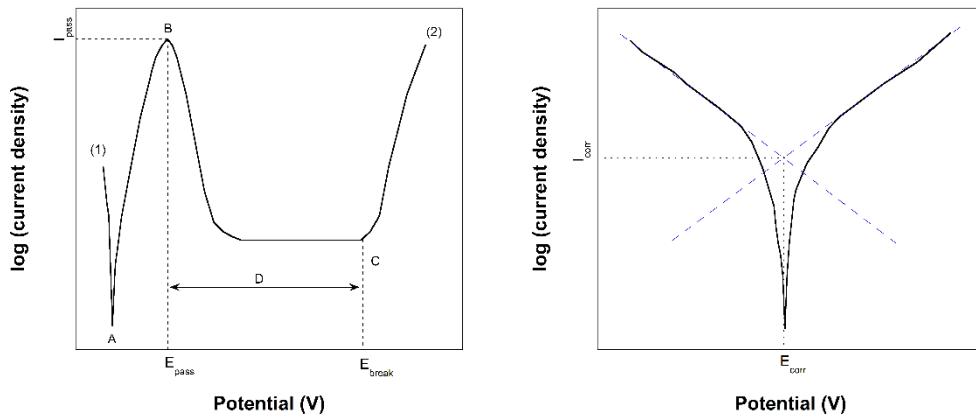 I_pass
B
(2)
(1)
log (current density)
C
D
A
E_pass
E_break
Potential (V)
log (current density)
I_corr
E_corr
Potential (V)